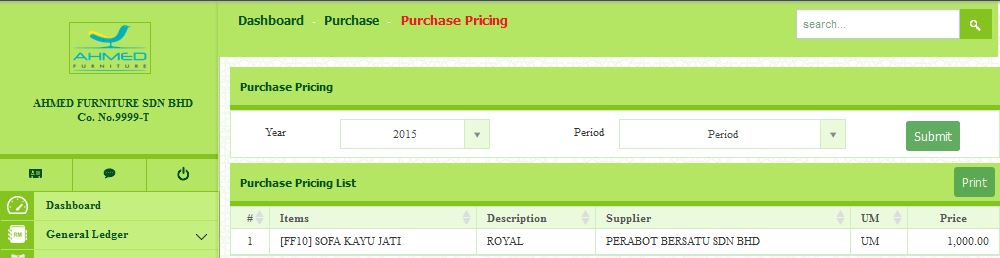 Dashboard - Purchase - Purchase Pricing
search...
AHMED
FURNITURE
AHMED FURNITURE SDN BHD
Co. No.9999-T
Dashboard
RM General Ledger
Purchase Pricing
Year 2015 Period Period Submit
Purchase Pricing List Print
# Items Description Supplier UM Price
1 [FF10] SOFA KAYU JATI ROYAL PERABOT BERSATU SDN BHD UM 1,000.00